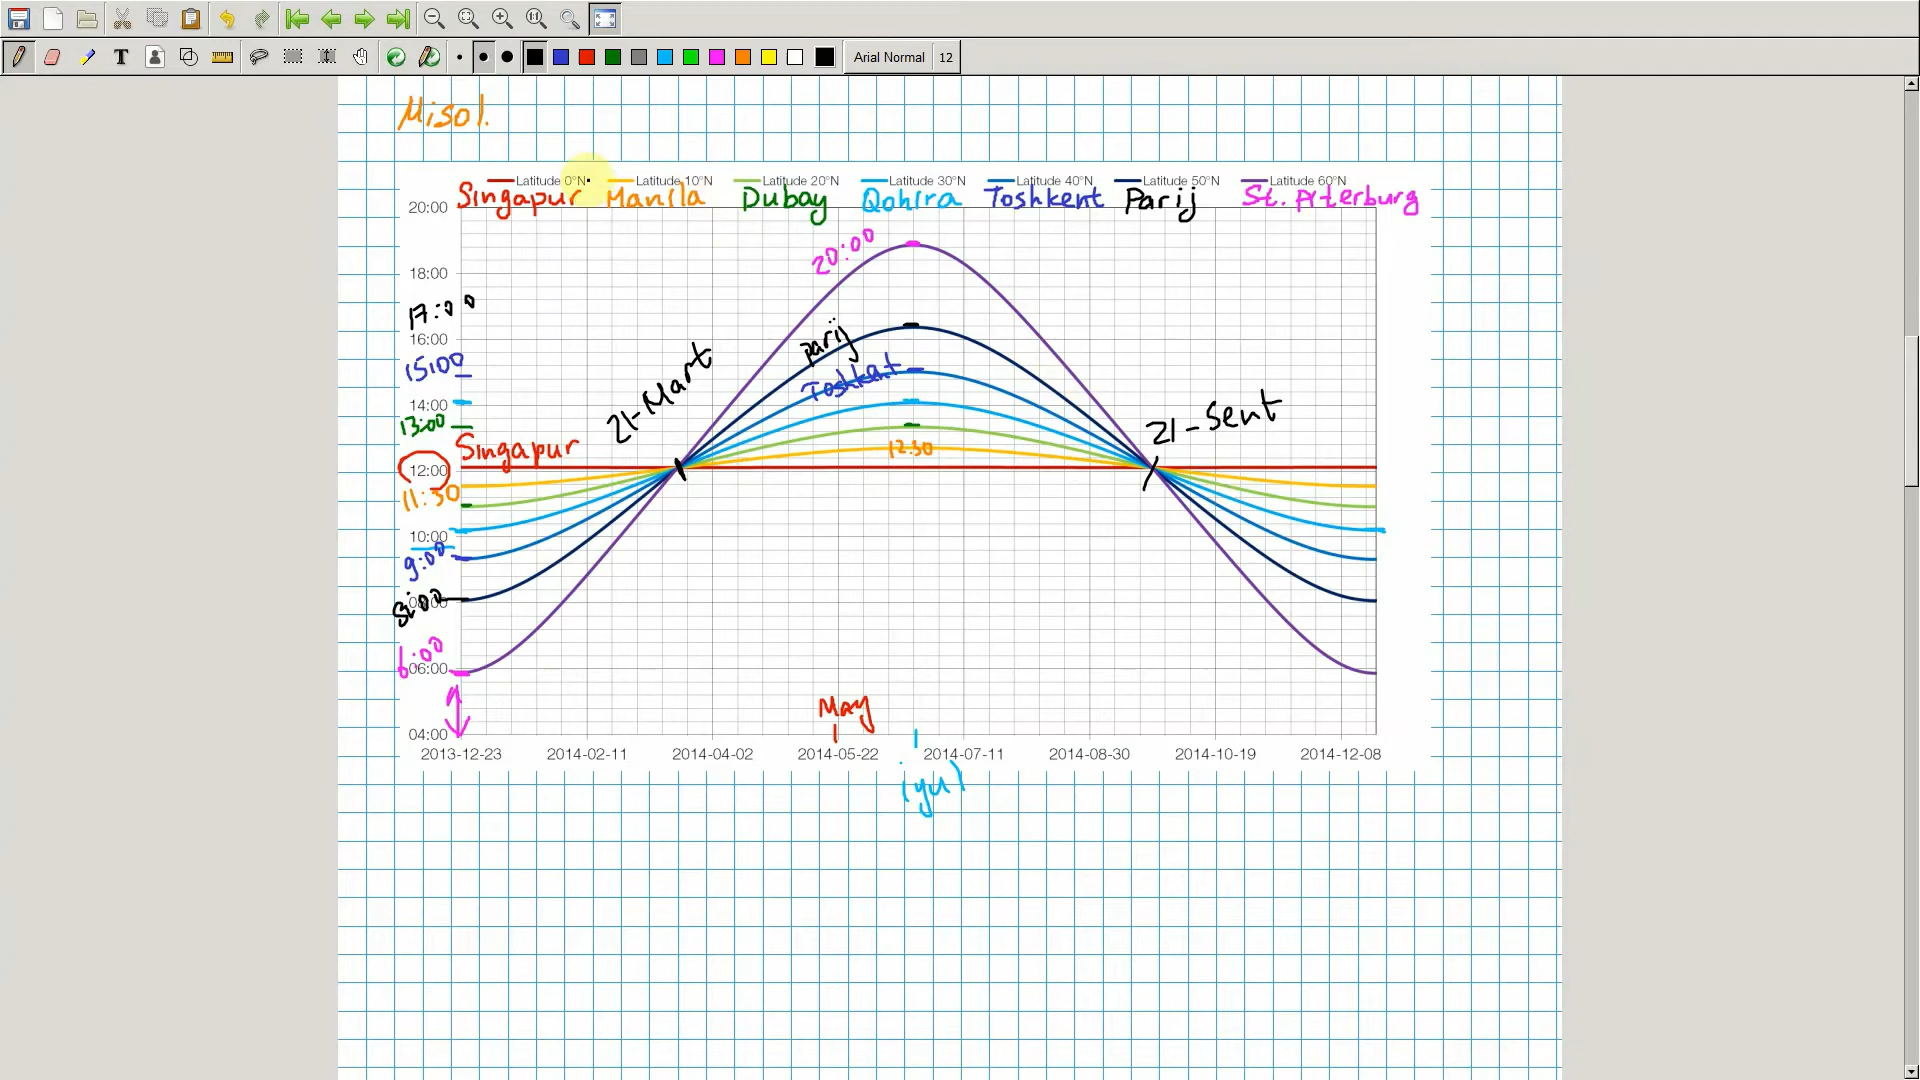 Arial Normal 12
Misol.
Latitude 0°N Latitude 10°N Latitude 20°N Latitude 30°N Latitude 40°N Latitude 50°N Latitude 60°N
Singapur Manila Dubay Qohira Toshkent Parij St. Piterburg
20:00
20:00
18:00
17:00
16:00
Parij
15:00
Toshkat
21-Mart
14:00
21-Sent
13:00
Singapur
12:30
12:00
11:30
10:00
9:00
8:00
6:00
06:00
May
04:00
2013-12-23 2014-02-11 2014-04-02 2014-05-22 2014-07-11 2014-08-30 2014-10-19 2014-12-08
iyul